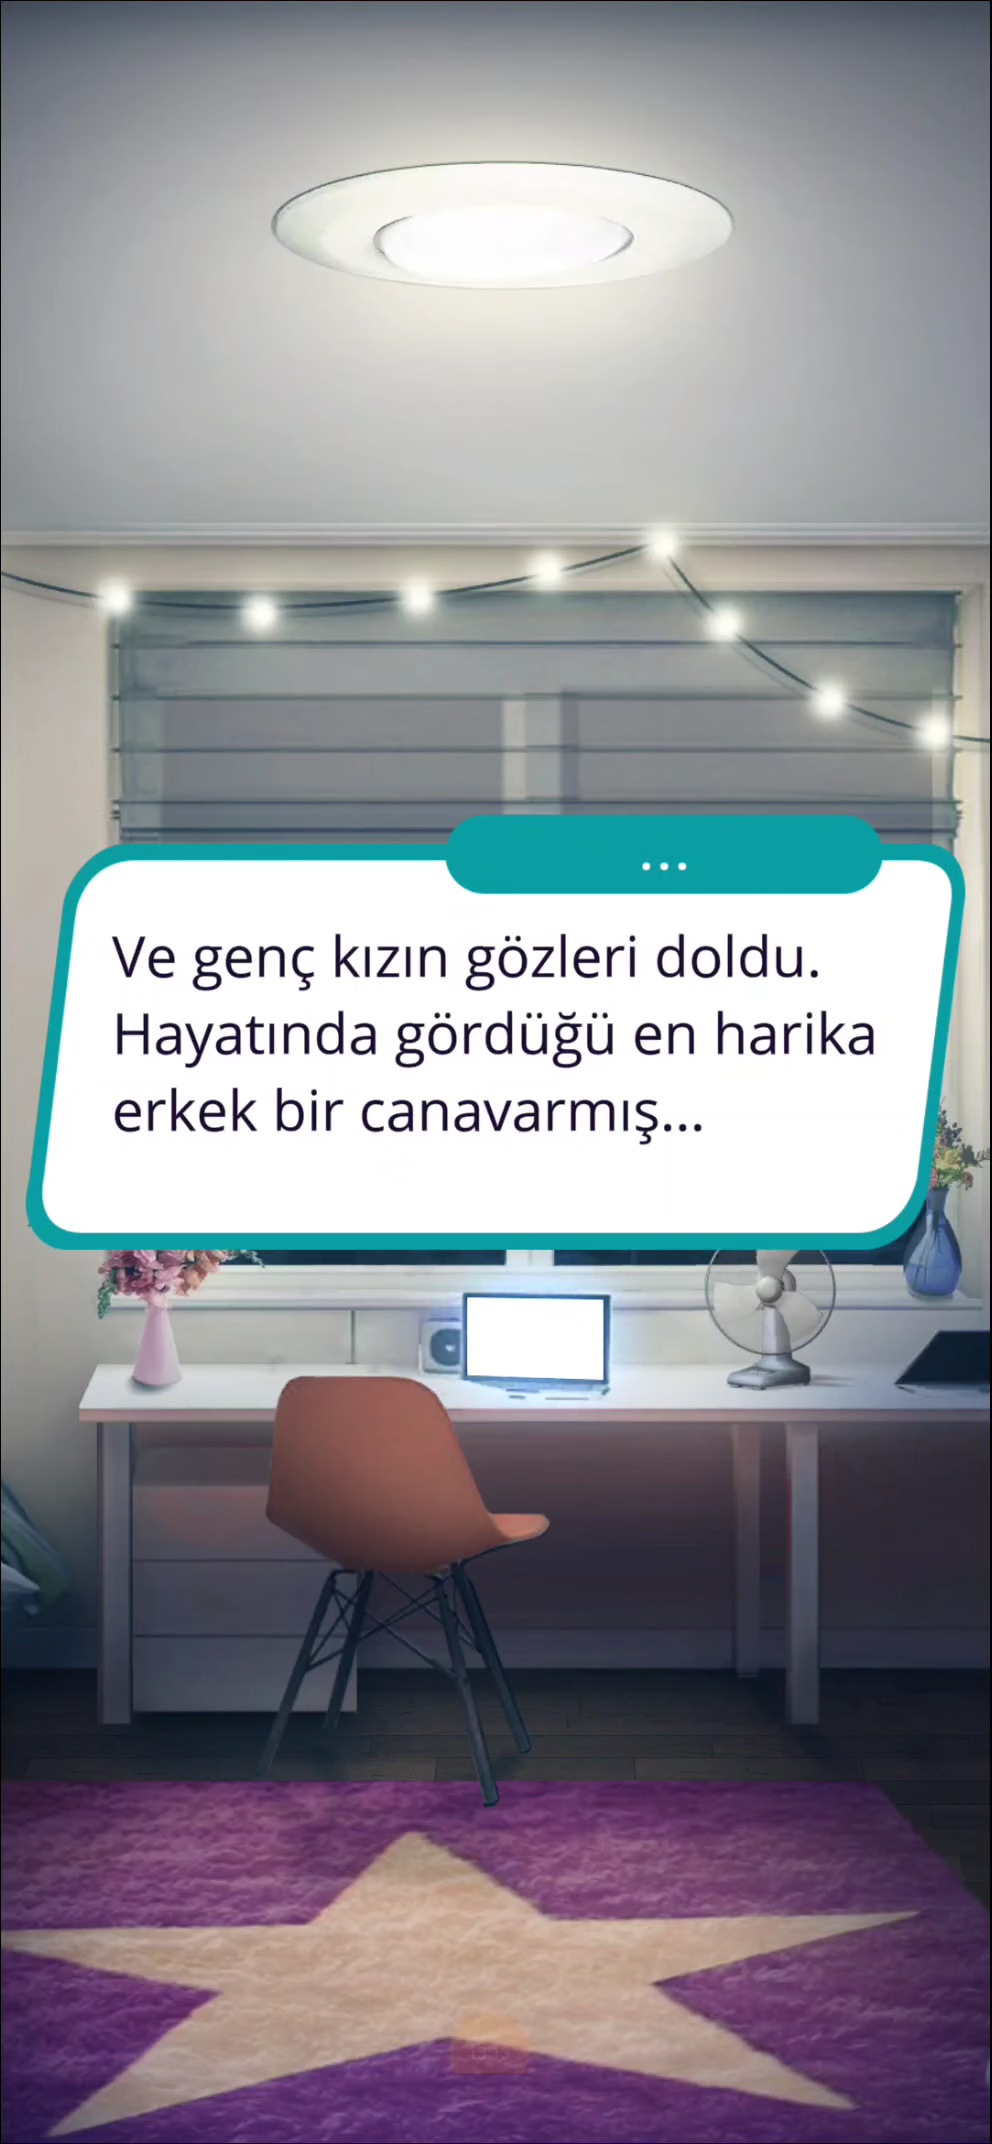 ...
Ve genç kızın gözleri doldu.
Hayatında gördüğü en harika
erkek bir canavarmış...